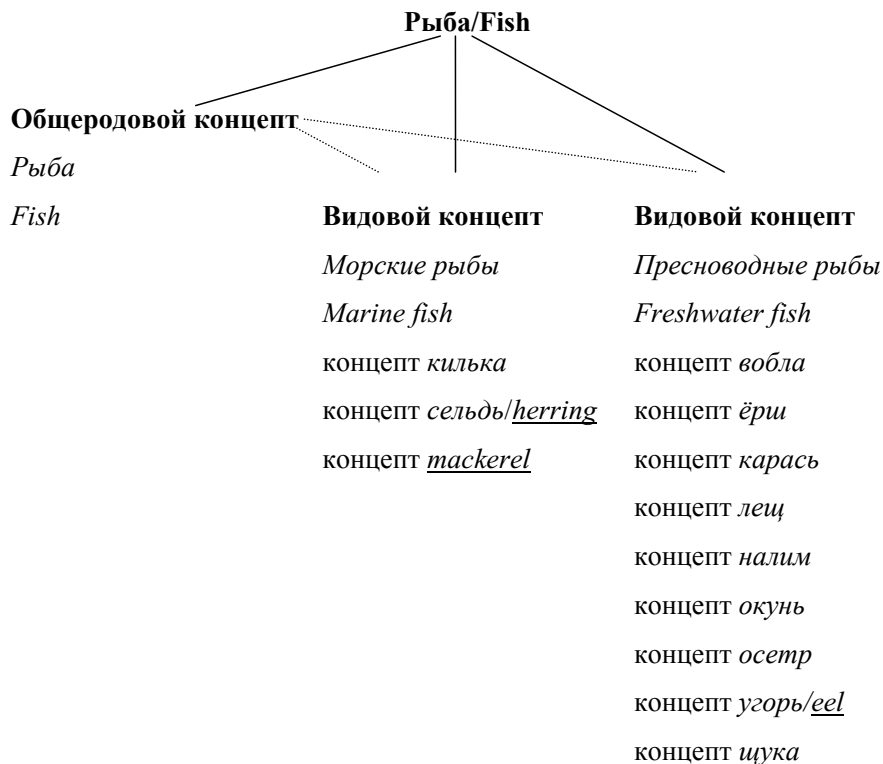 Рыба/Fish
Общеродовой концепт
Рыба
Fish
Видовой концепт
Морские рыбы
Marine fish
концепт килька
концепт сельдь/herring
концепт mackerel
Видовой концепт
Пресноводные рыбы
Freshwater fish
концепт вобла
концепт ёрш
концепт карась
концепт лещ
концепт налим
концепт окунь
концепт осетр
концепт угорь/eel
концепт щука